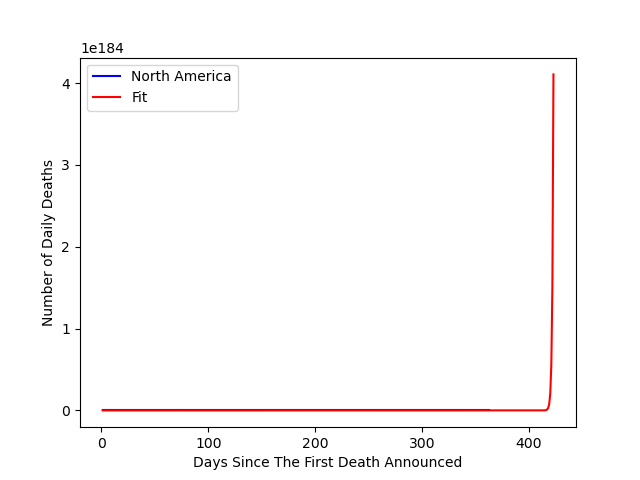 1e184
North America
Fit
4
3
2
1
0
Number of Daily Deaths
0 100 200 300 400
Days Since The First Death Announced